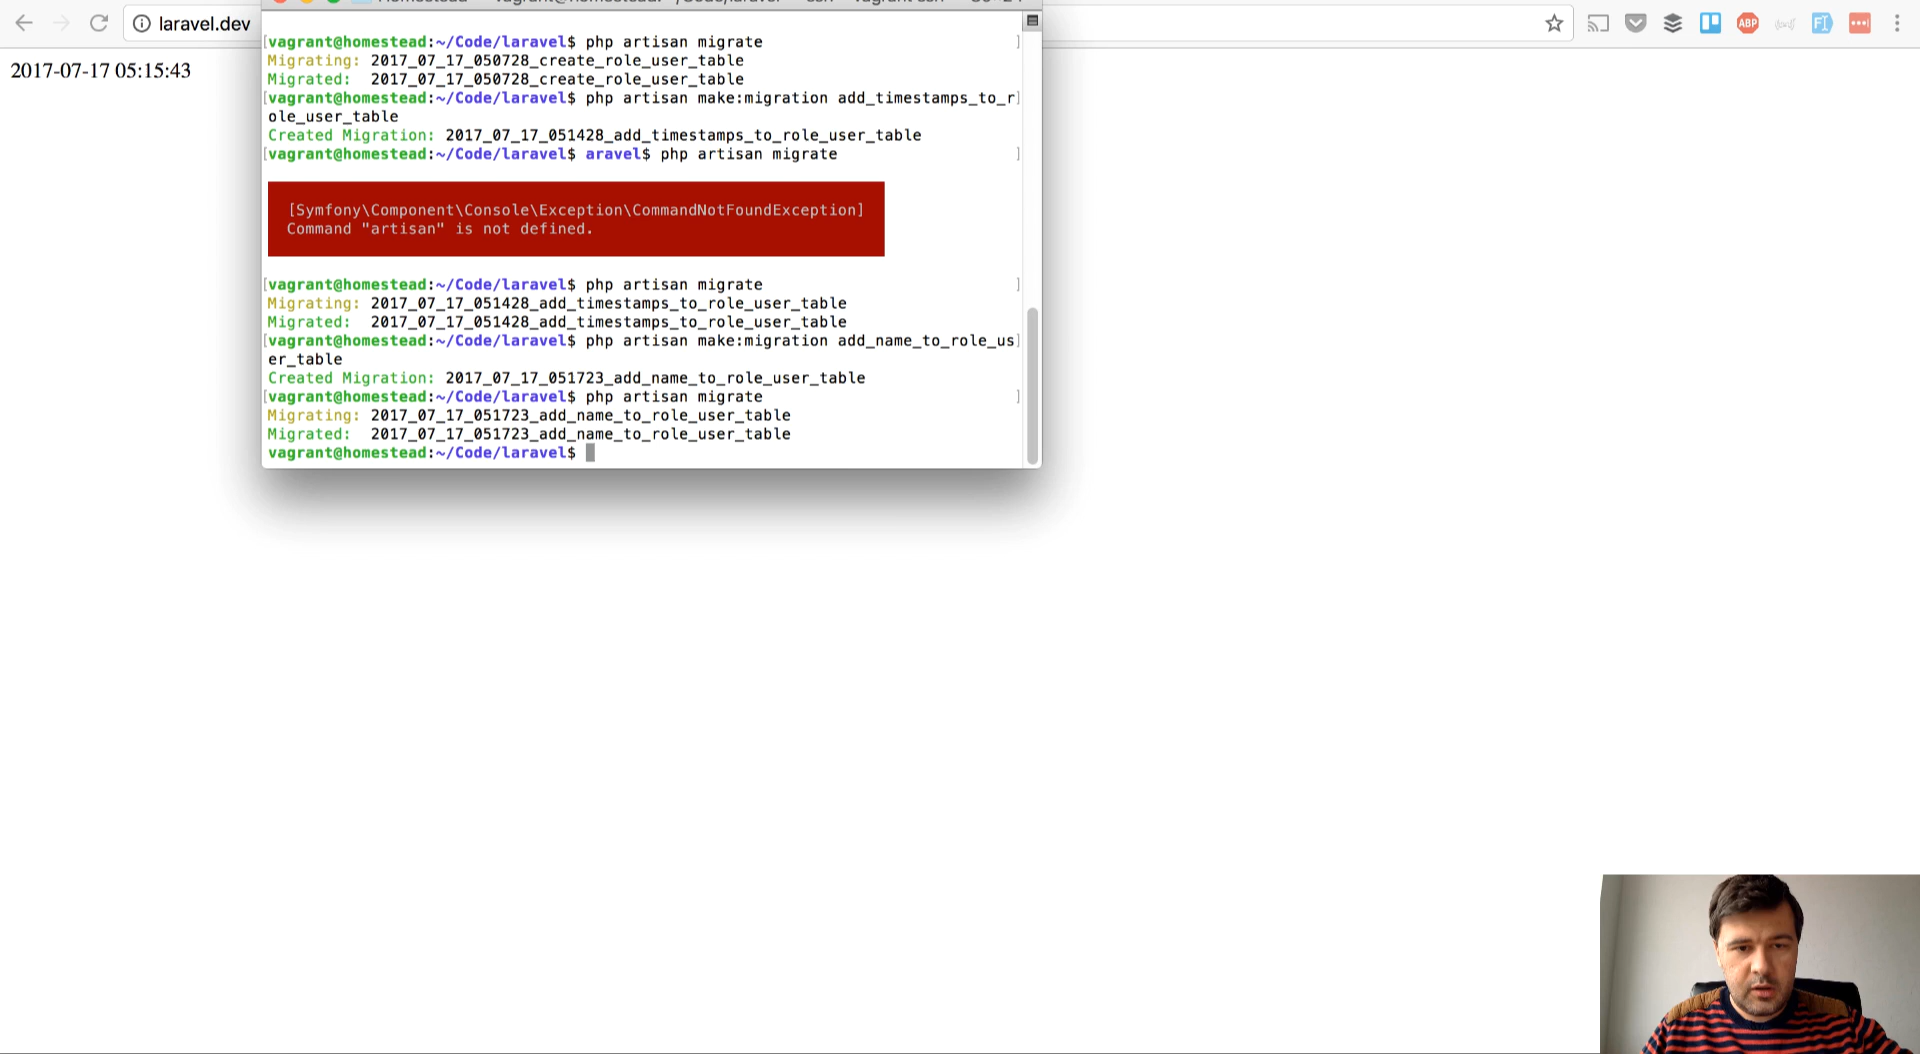 laravel.dev
2017-07-17 05:15:43
[vagrant@homestead:~/Code/laravel$ php artisan migrate ]
Migrating: 2017_07_17_050728_create_role_user_table
Migrated:  2017_07_17_050728_create_role_user_table
[vagrant@homestead:~/Code/laravel$ php artisan make:migration add_timestamps_to_r]
ole_user_table
Created Migration: 2017_07_17_051428_add_timestamps_to_role_user_table
[vagrant@homestead:~/Code/laravel$ aravel$ php artisan migrate ]
[Symfony\Component\Console\Exception\CommandNotFoundException]
Command "artisan" is not defined.
[vagrant@homestead:~/Code/laravel$ php artisan migrate ]
Migrating: 2017_07_17_051428_add_timestamps_to_role_user_table
Migrated:  2017_07_17_051428_add_timestamps_to_role_user_table
[vagrant@homestead:~/Code/laravel$ php artisan make:migration add_name_to_role_us]
er_table
Created Migration: 2017_07_17_051723_add_name_to_role_user_table
[vagrant@homestead:~/Code/laravel$ php artisan migrate ]
Migrating: 2017_07_17_051723_add_name_to_role_user_table
Migrated:  2017_07_17_051723_add_name_to_role_user_table
vagrant@homestead:~/Code/laravel$
ABP